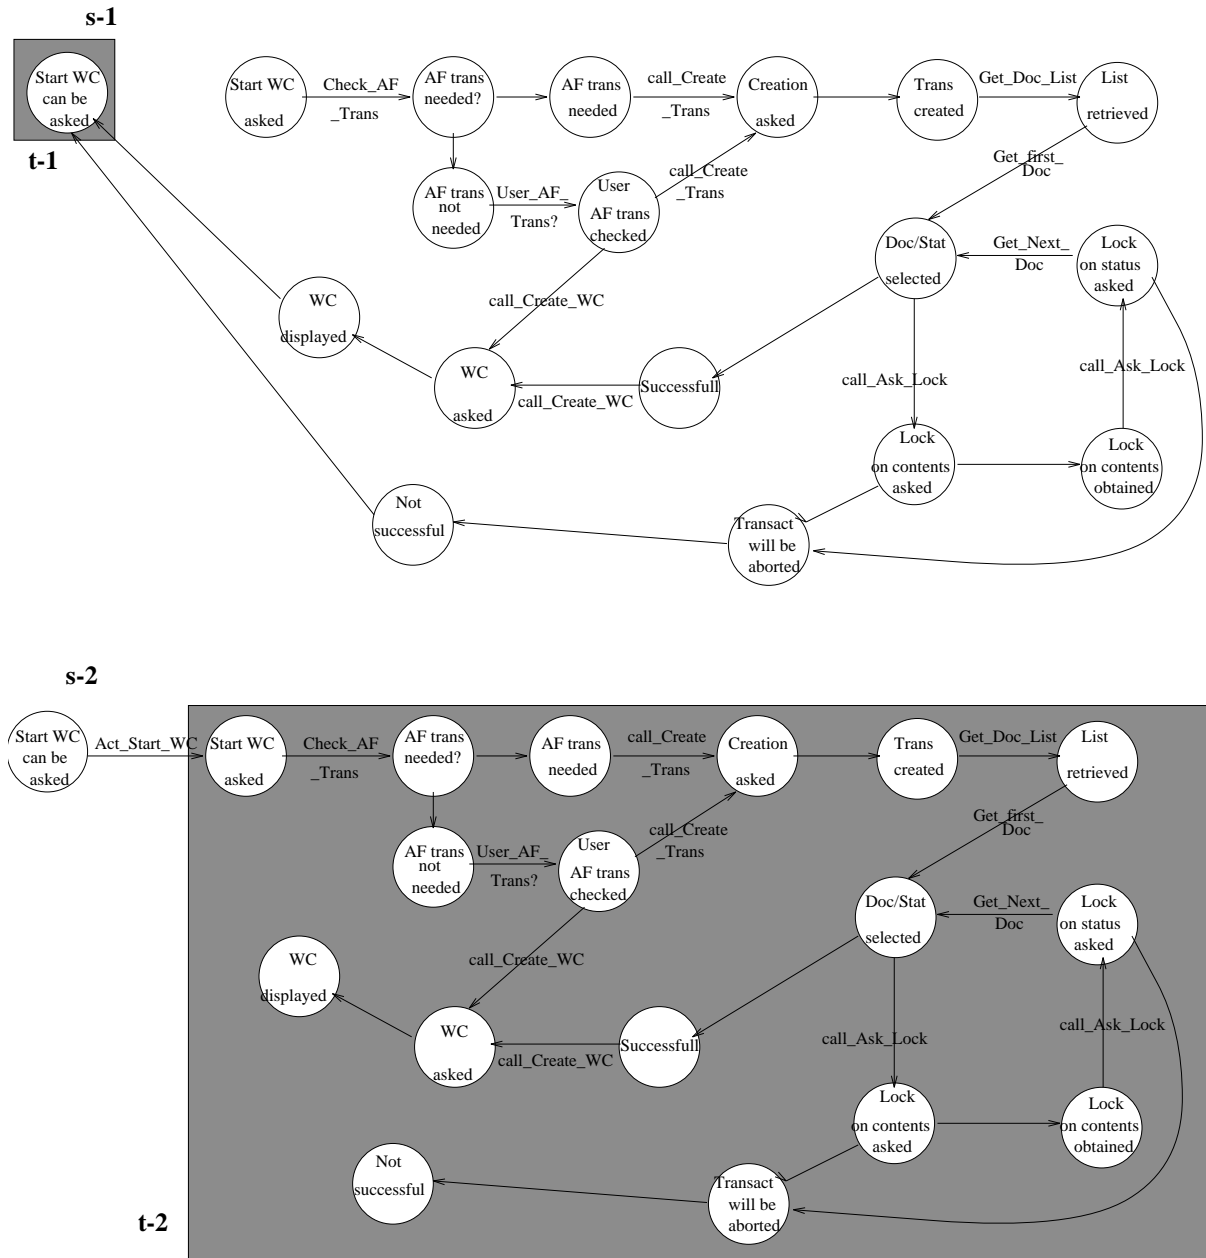 s-1
Start WC
can be
asked
t-1
Start WC
asked
Check_AF
_Trans
AF trans
needed?
AF trans
needed
call_Create
_Trans
Creation
asked
Trans
created
Get_Doc_List
List
retrieved
AF trans
not
needed
User_AF_
Trans?
User
AF trans
checked
call_Create
_Trans
Get_first_
Doc
Doc/Stat
selected
Get_Next_
Doc
Lock
on status
asked
WC
displayed
call_Create_WC
WC
asked
call_Create_WC
Successfull
call_Ask_Lock
call_Ask_Lock
Lock
on contents
asked
Lock
on contents
obtained
Not
successful
Transact
will be
aborted
s-2
Start WC
can be
asked
Act_Start_WC
Start WC
asked
Check_AF
_Trans
AF trans
needed?
AF trans
needed
call_Create
_Trans
Creation
asked
Trans
created
Get_Doc_List
List
retrieved
AF trans
not
needed
User_AF_
Trans?
User
AF trans
checked
call_Create
_Trans
Get_first_
Doc
Doc/Stat
selected
Get_Next_
Doc
Lock
on status
asked
WC
displayed
call_Create_WC
WC
asked
call_Create_WC
Successfull
call_Ask_Lock
call_Ask_Lock
Lock
on contents
asked
Lock
on contents
obtained
Not
successful
Transact
will be
aborted
t-2